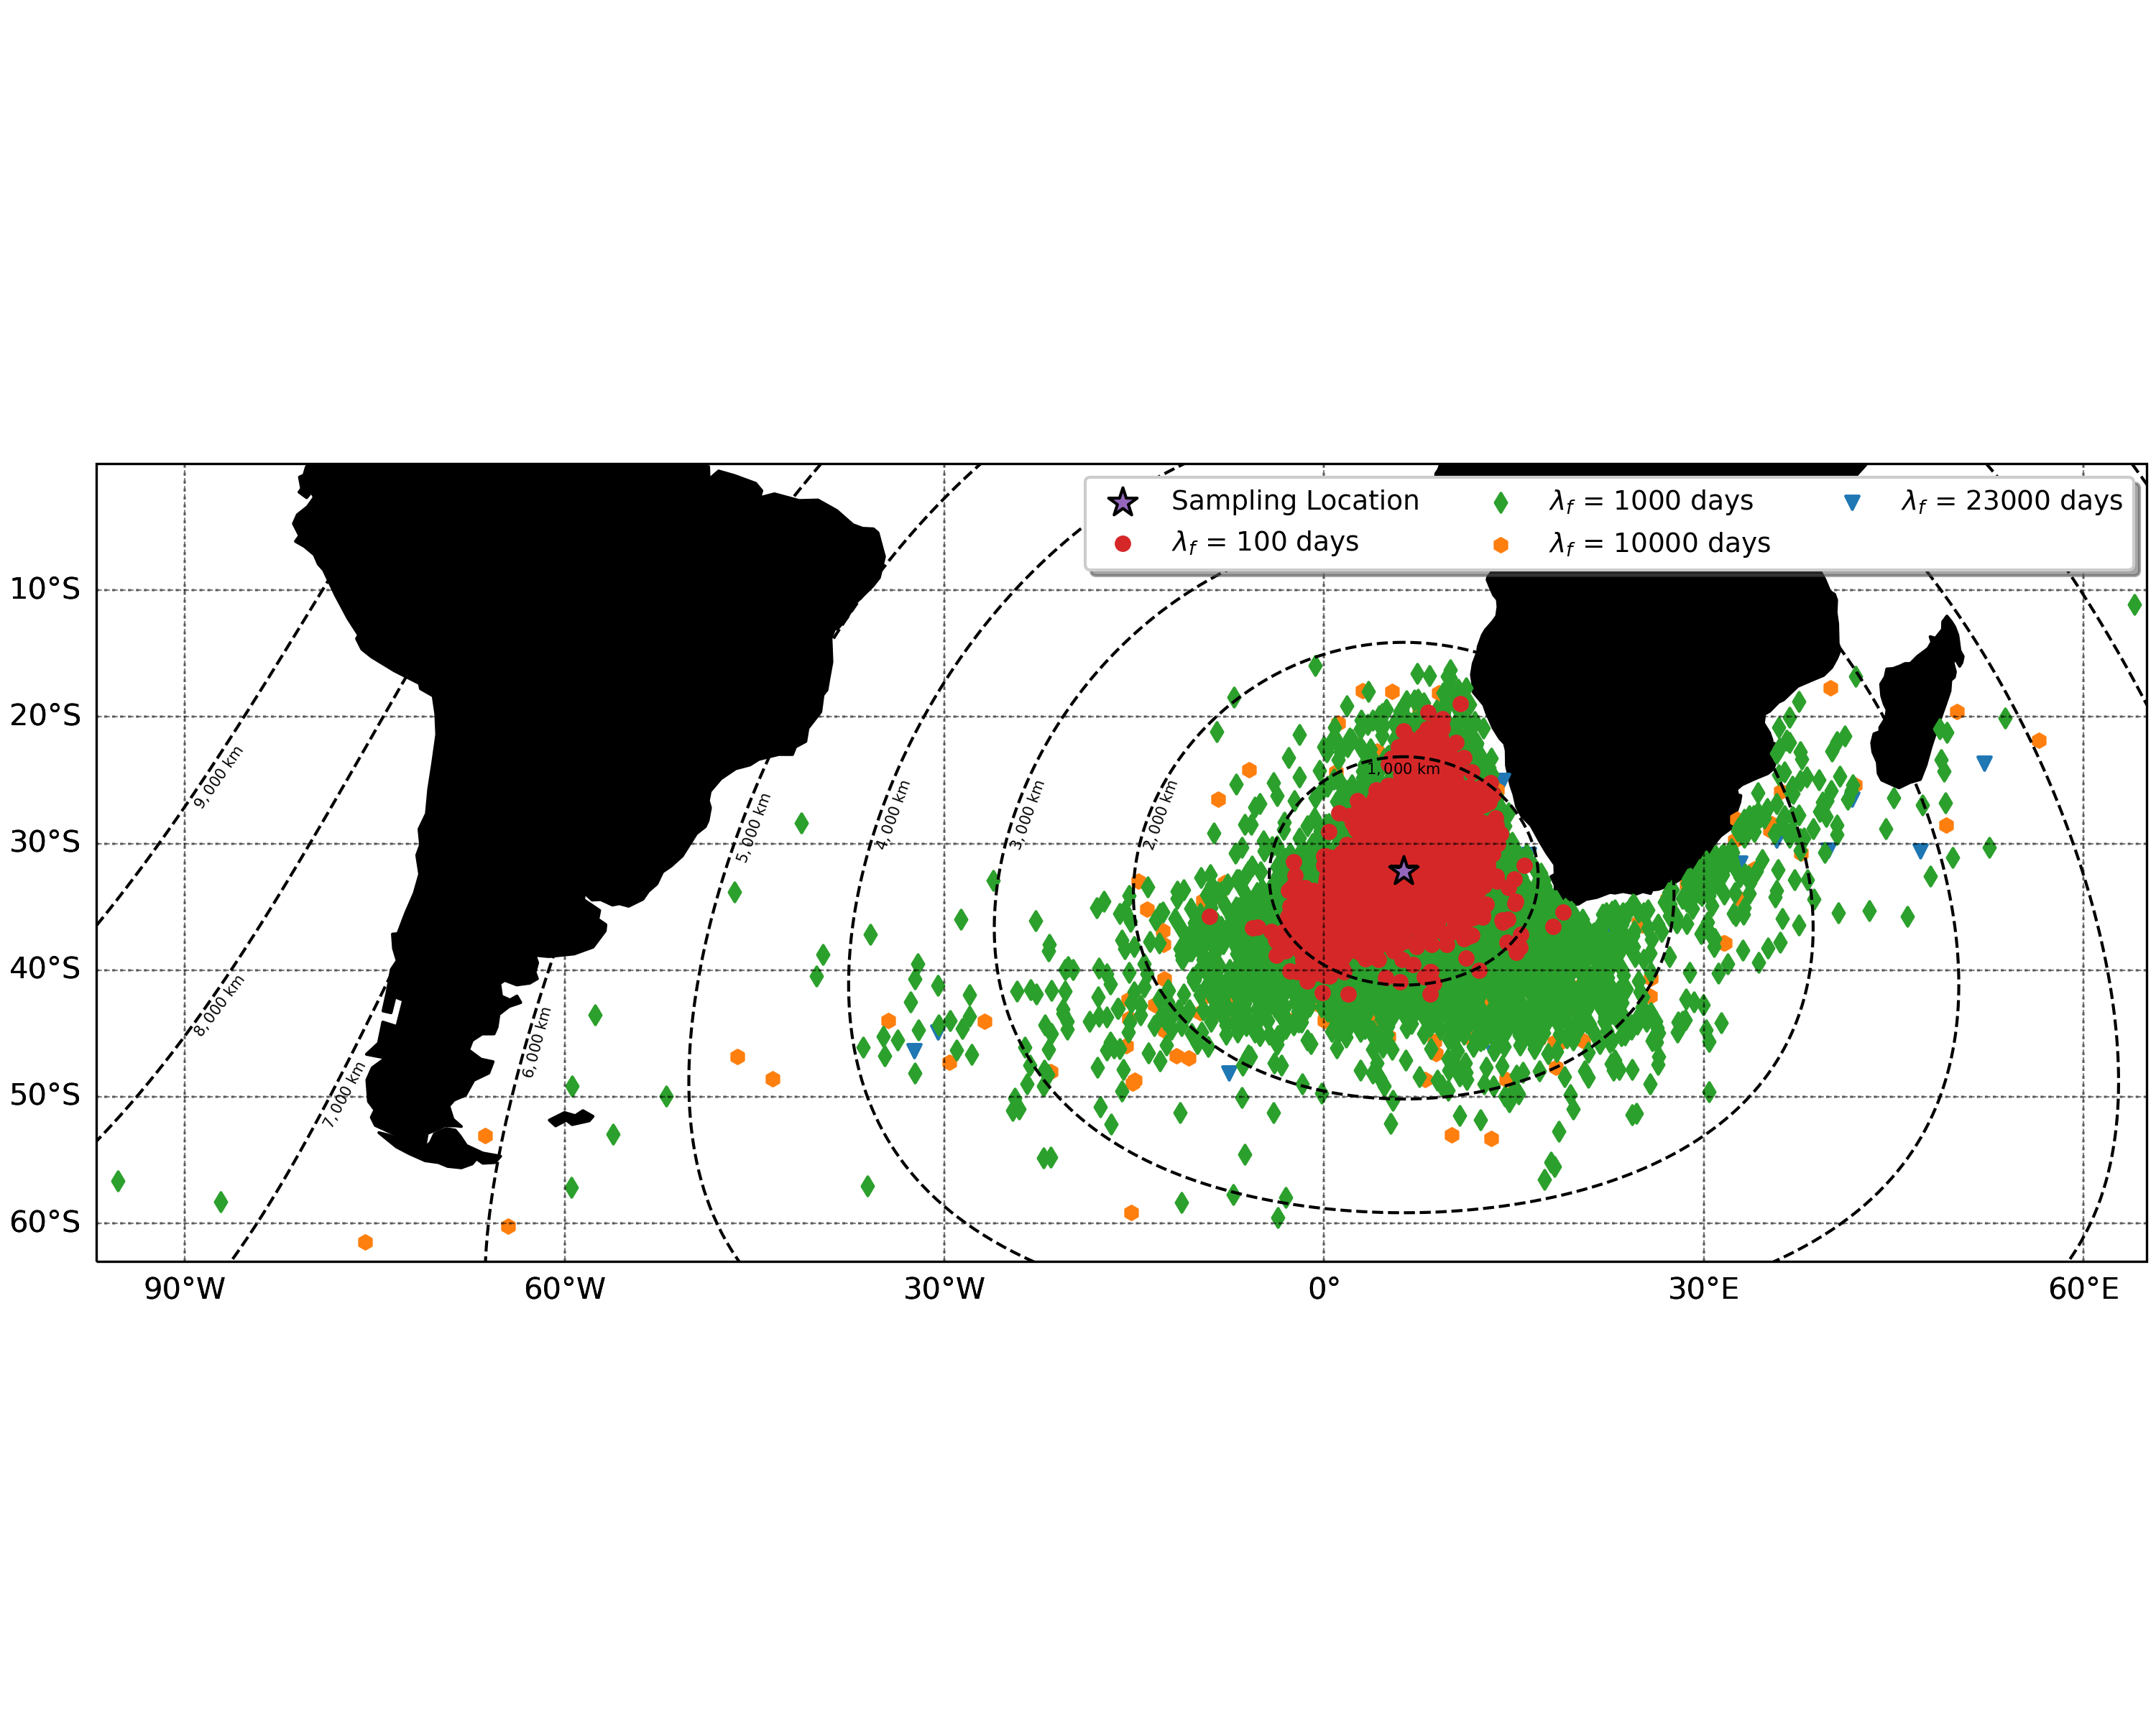 Sampling Location
λf = 100 days
λf = 1000 days
λf = 10000 days
λf = 23000 days
10°S
20°S
30°S
40°S
50°S
60°S
9,000 km
8,000 km
7,000 km
6,000 km
5,000 km
4,000 km
3,000 km
2,000 km
1,000 km
90°W
60°W
30°W
0°
30°E
60°E